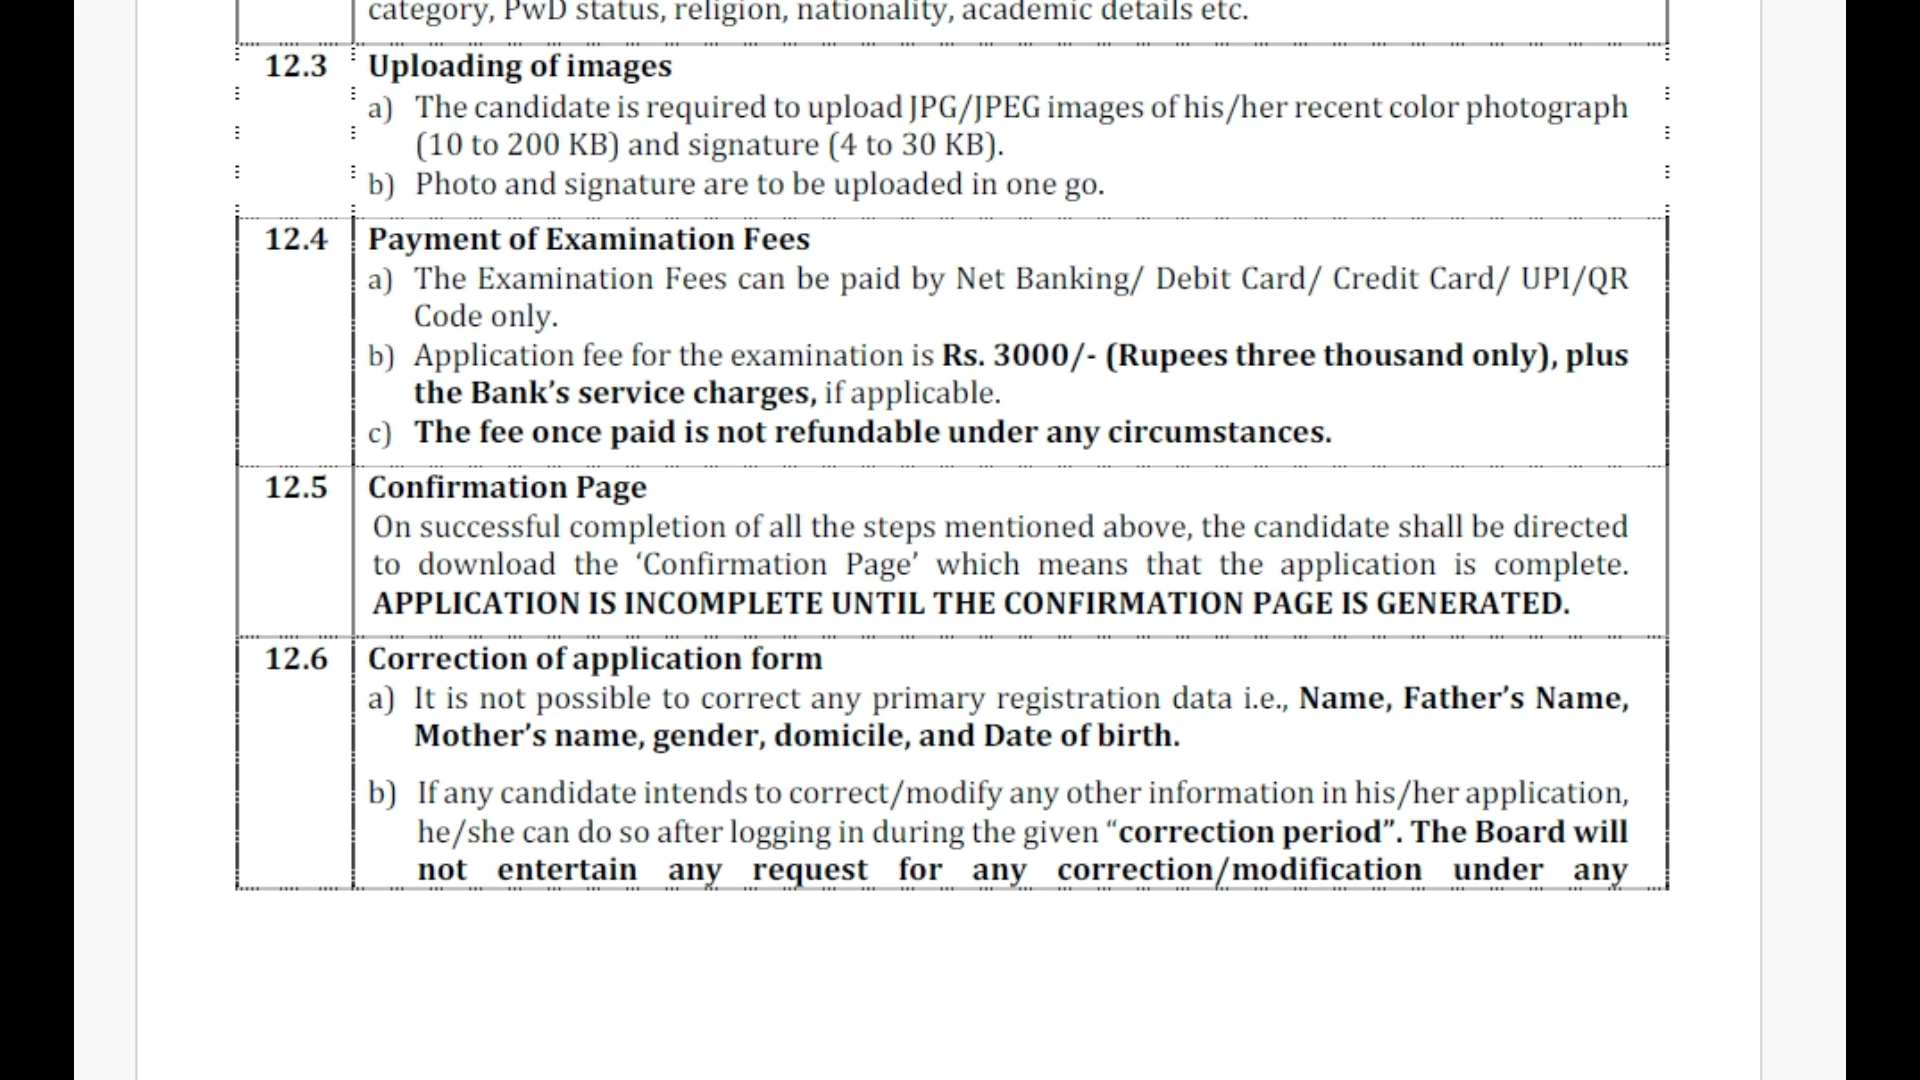 category, PwD status, religion, nationality, academic details etc.
12.3 Uploading of images
a) The candidate is required to upload JPG/JPEG images of his/her recent color photograph
(10 to 200 KB) and signature (4 to 30 KB).
b) Photo and signature are to be uploaded in one go.
12.4 Payment of Examination Fees
a) The Examination Fees can be paid by Net Banking/ Debit Card/ Credit Card/ UPI/QR
Code only.
b) Application fee for the examination is Rs. 3000/- (Rupees three thousand only), plus
the Bank’s service charges, if applicable.
c) The fee once paid is not refundable under any circumstances.
12.5 Confirmation Page
On successful completion of all the steps mentioned above, the candidate shall be directed
to download the ‘Confirmation Page’ which means that the application is complete.
APPLICATION IS INCOMPLETE UNTIL THE CONFIRMATION PAGE IS GENERATED.
12.6 Correction of application form
a) It is not possible to correct any primary registration data i.e., Name, Father’s Name,
Mother’s name, gender, domicile, and Date of birth.
b) If any candidate intends to correct/modify any other information in his/her application,
he/she can do so after logging in during the given “correction period”. The Board will
not entertain any request for any correction/modification under any